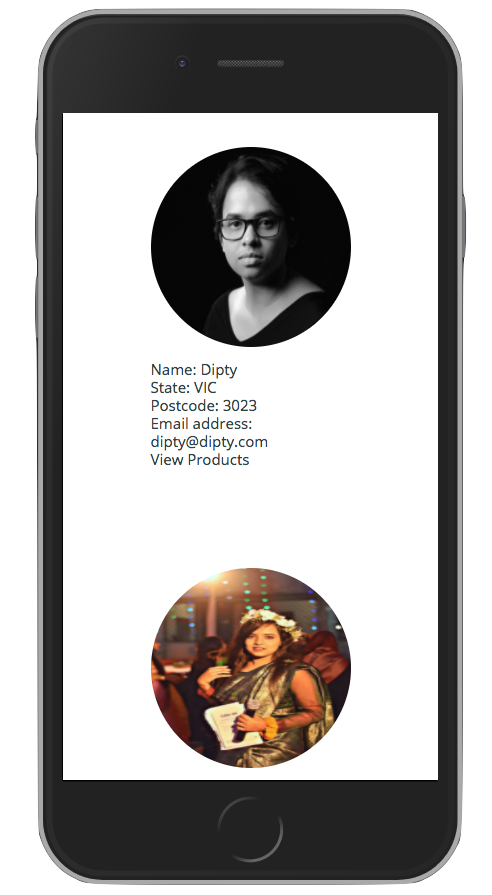 Name: Dipty
State: VIC
Postcode: 3023
Email address:
dipty@dipty.com
View Products